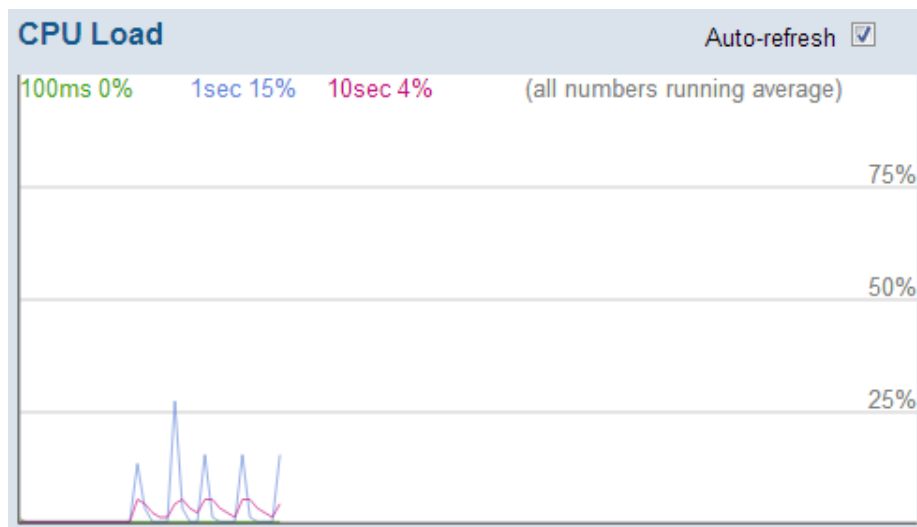 CPU Load Auto-refresh
100ms 0% 1sec 15% 10sec 4% (all numbers running average)
75%
50%
25%